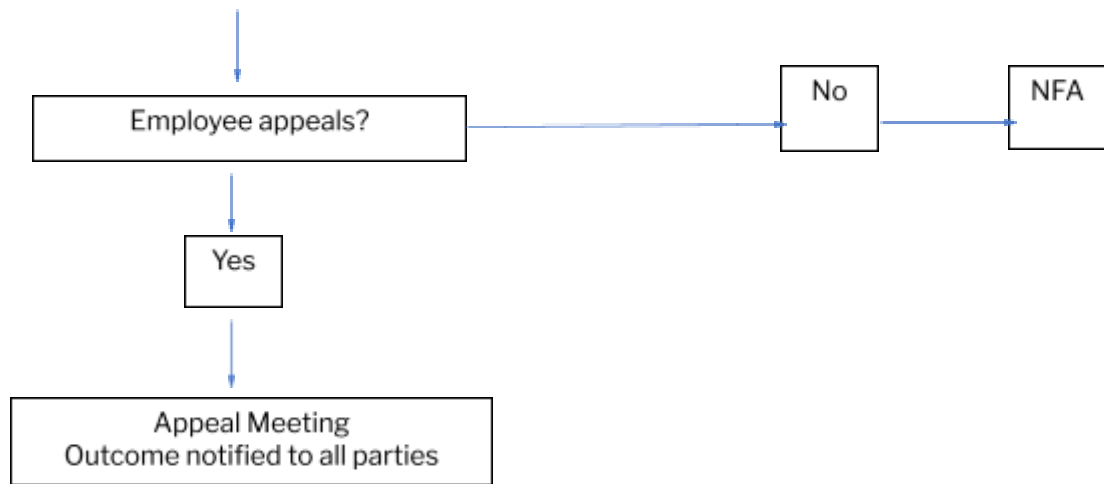 Employee appeals?
No
NFA
Yes
Appeal Meeting
Outcome notified to all parties